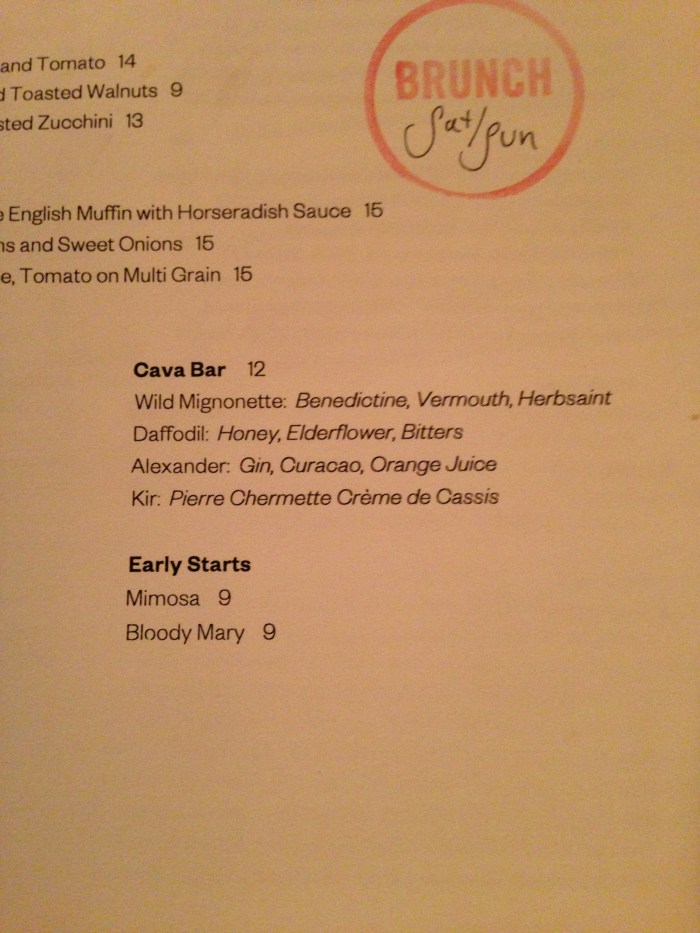 and Tomato 14
Toasted Walnuts 9
Zucchini 13
BRUNCH
Sat/Sun
English Muffin with Horseradish Sauce 15
and Sweet Onions 15
Tomato on Multi Grain 15
Cava Bar 12
Wild Mignonette: Benedictine, Vermouth, Herbsaint
Daffodil: Honey, Elderflower, Bitters
Alexander: Gin, Curacao, Orange Juice
Kir: Pierre Chermette Crème de Cassis
Early Starts
Mimosa 9
Bloody Mary 9